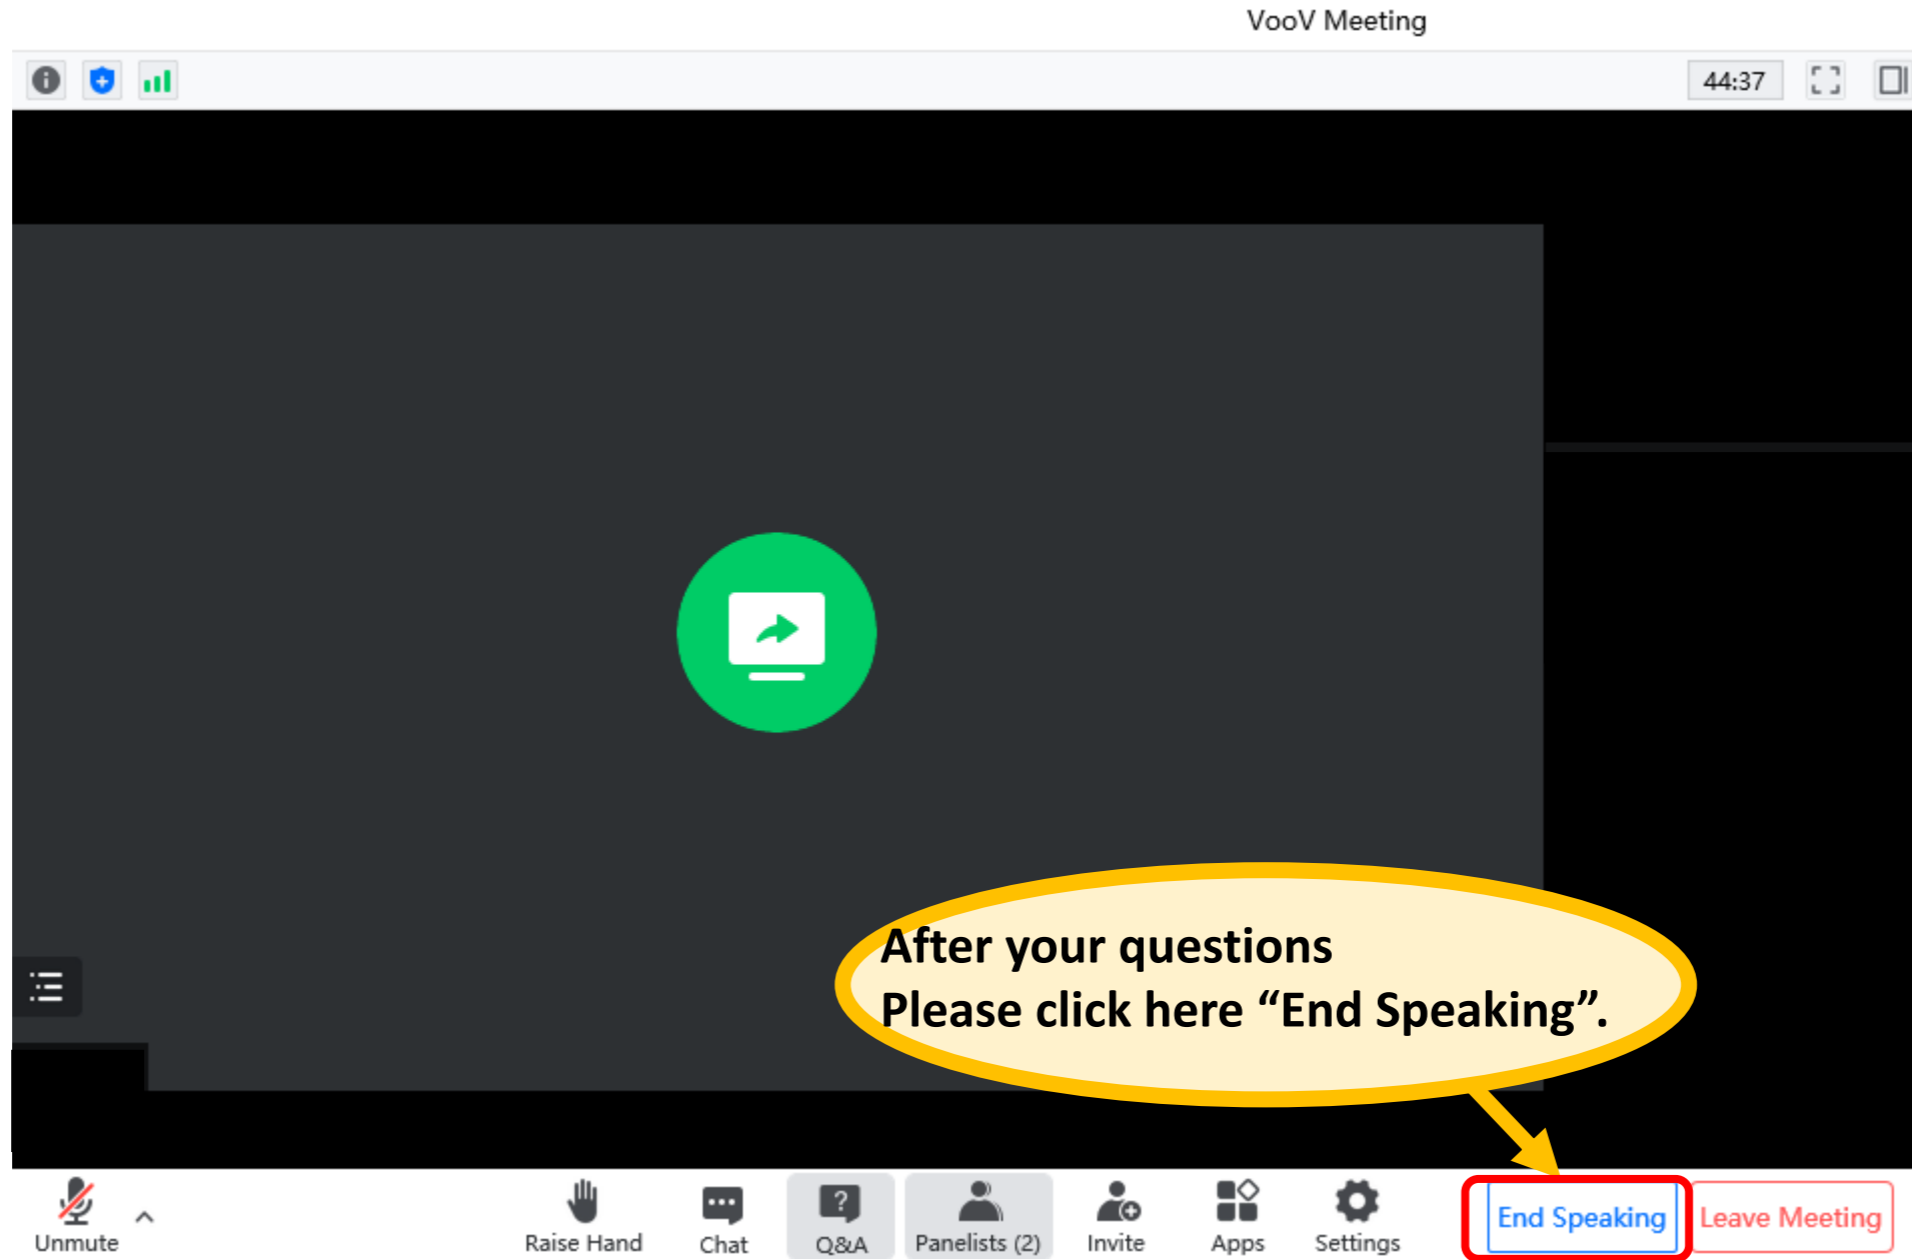 VooV Meeting
44:37
After your questions
Please click here “End Speaking”.
Unmute
Raise Hand
Chat
Q&A
Panelists (2)
Invite
Apps
Settings
End Speaking
Leave Meeting